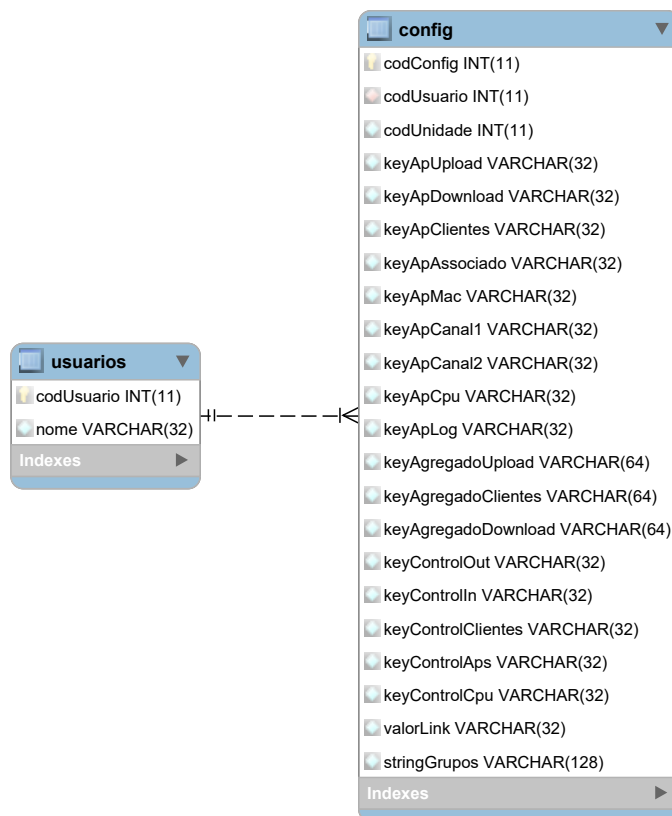 config
codConfig INT(11)
codUsuario INT(11)
codUnidade INT(11)
keyApUpload VARCHAR(32)
keyApDownload VARCHAR(32)
keyApClientes VARCHAR(32)
keyApAssociado VARCHAR(32)
keyApMac VARCHAR(32)
keyApCanal1 VARCHAR(32)
keyApCanal2 VARCHAR(32)
keyApCpu VARCHAR(32)
keyApLog VARCHAR(32)
keyAgregadoUpload VARCHAR(64)
keyAgregadoClientes VARCHAR(64)
keyAgregadoDownload VARCHAR(64)
keyControlOut VARCHAR(32)
keyControlIn VARCHAR(32)
keyControlClientes VARCHAR(32)
keyControlAps VARCHAR(32)
keyControlCpu VARCHAR(32)
valorLink VARCHAR(32)
stringGrupos VARCHAR(128)
Indexes
usuarios
codUsuario INT(11)
nome VARCHAR(32)
Indexes